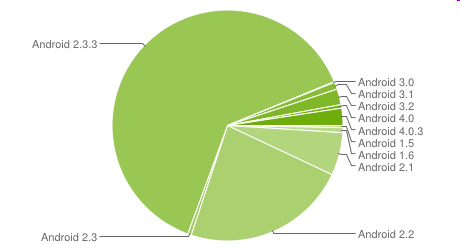 Android 2.3.3
Android 3.0
Android 3.1
Android 3.2
Android 4.0
Android 4.0.3
Android 1.5
Android 1.6
Android 2.1
Android 2.3
Android 2.2